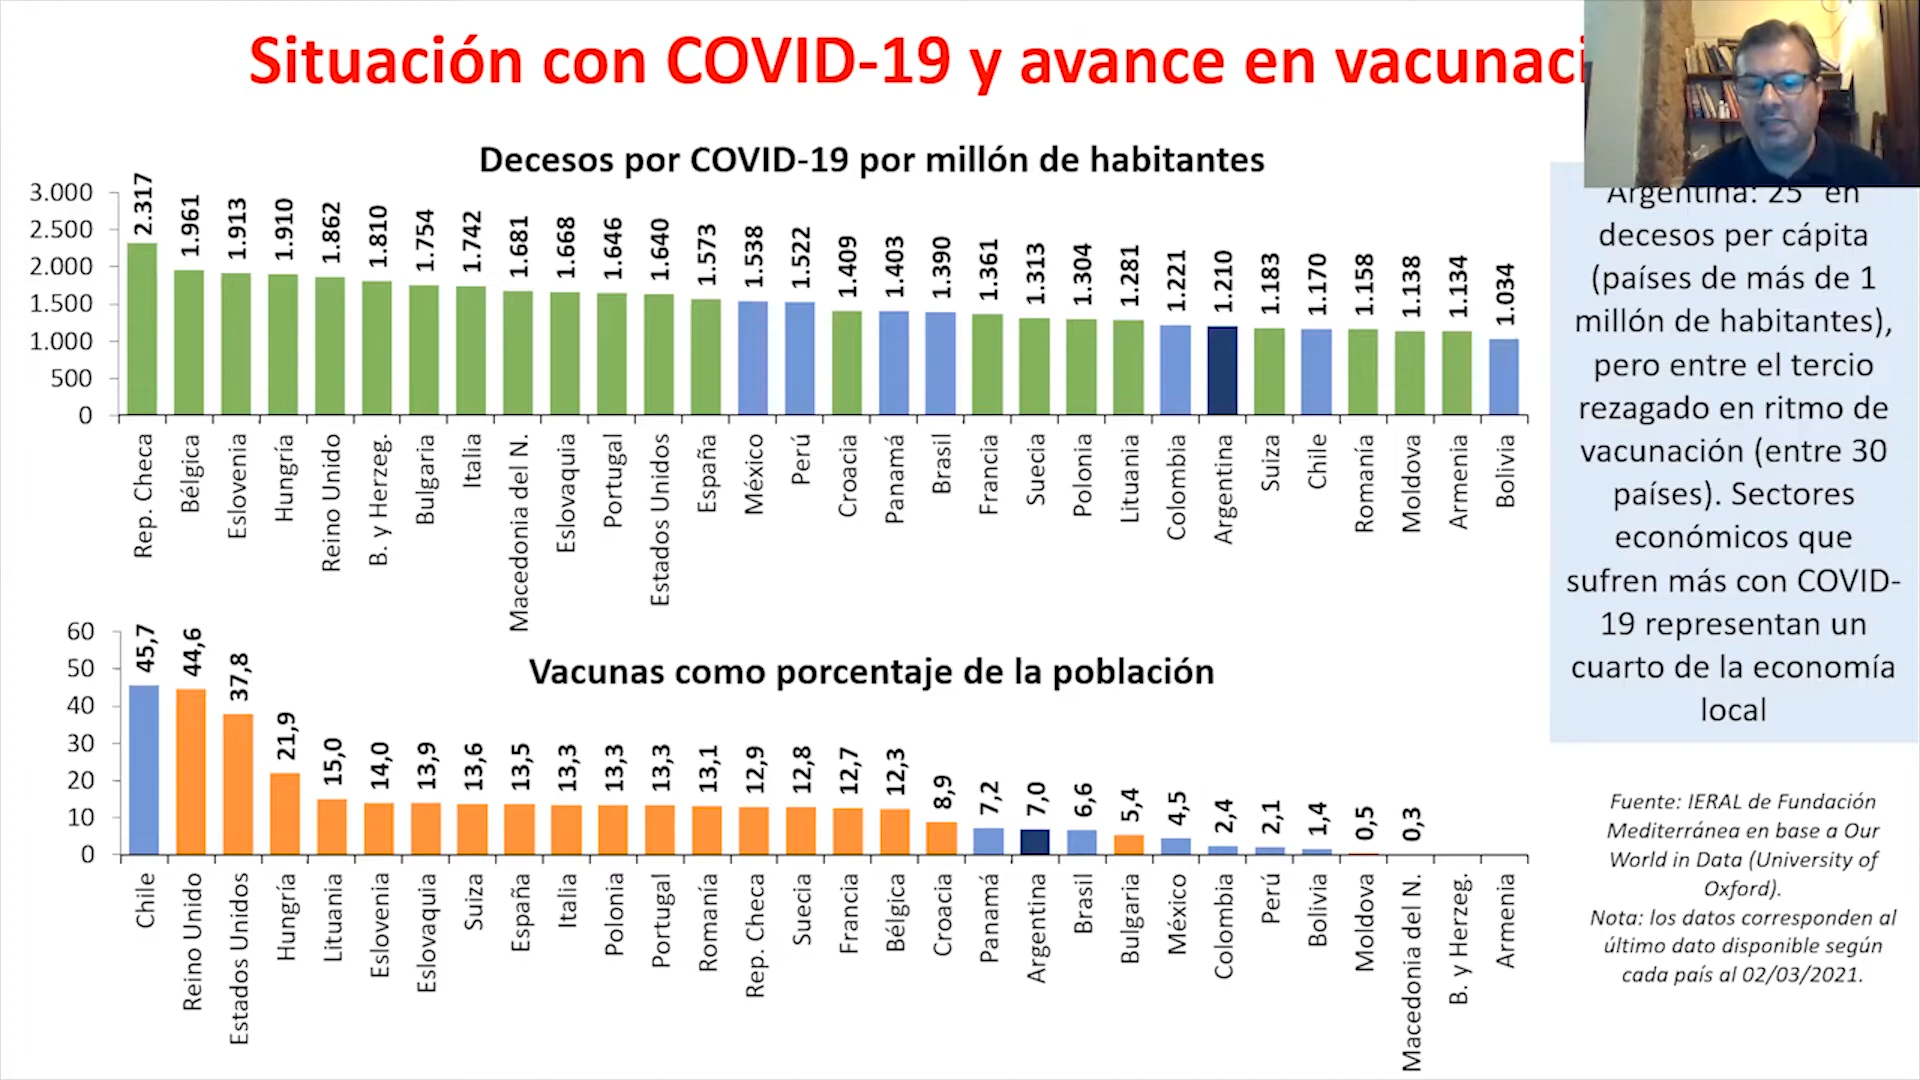 Situación con COVID-19 y avance en vacunaci
Decesos por COVID-19 por millón de habitantes
3.000
2.500
2.000
1.500
1.000
500
0
2.317 1.961 1.913 1.910 1.862 1.810 1.754 1.742 1.681 1.668 1.646 1.640 1.573 1.538 1.522 1.409 1.403 1.390 1.361 1.313 1.304 1.281 1.221 1.210 1.183 1.170 1.158 1.138 1.134 1.034
Rep. Checa
Bélgica
Eslovenia
Hungría
Reino Unido
B. y Herzeg.
Bulgaria
Italia
Macedonia del N.
Eslovaquia
Portugal
Estados Unidos
España
México
Perú
Croacia
Panamá
Brasil
Francia
Suecia
Polonia
Lituania
Colombia
Argentina
Suiza
Chile
Romanía
Moldova
Armenia
Bolivia
Vacunas como porcentaje de la población
60
50
40
30
20
10
0
45,7 44,6 37,8 21,9 15,0 14,0 13,9 13,6 13,5 13,3 13,3 13,3 13,1 12,9 12,8 12,7 12,3 8,9 7,2 7,0 6,6 5,4 4,5 2,4 2,1 1,4 0,5 0,3
Chile
Reino Unido
Estados Unidos
Hungría
Lituania
Eslovenia
Eslovaquia
Suiza
España
Italia
Polonia
Portugal
Romanía
Rep. Checa
Suecia
Francia
Bélgica
Croacia
Panamá
Argentina
Brasil
Bulgaria
México
Colombia
Perú
Bolivia
Moldova
Macedonia del N.
B. y Herzeg.
Armenia
Argentina: 25° en
decesos per cápita
(países de más de 1
millón de habitantes),
pero entre el tercio
rezagado en ritmo de
vacunación (entre 30
países). Sectores
económicos que
sufren más con COVID-
19 representan un
cuarto de la economía
local
Fuente: IERAL de Fundación
Mediterránea en base a Our
World in Data (University of
Oxford).
Nota: los datos corresponden al
último dato disponible según
cada país al 02/03/2021.